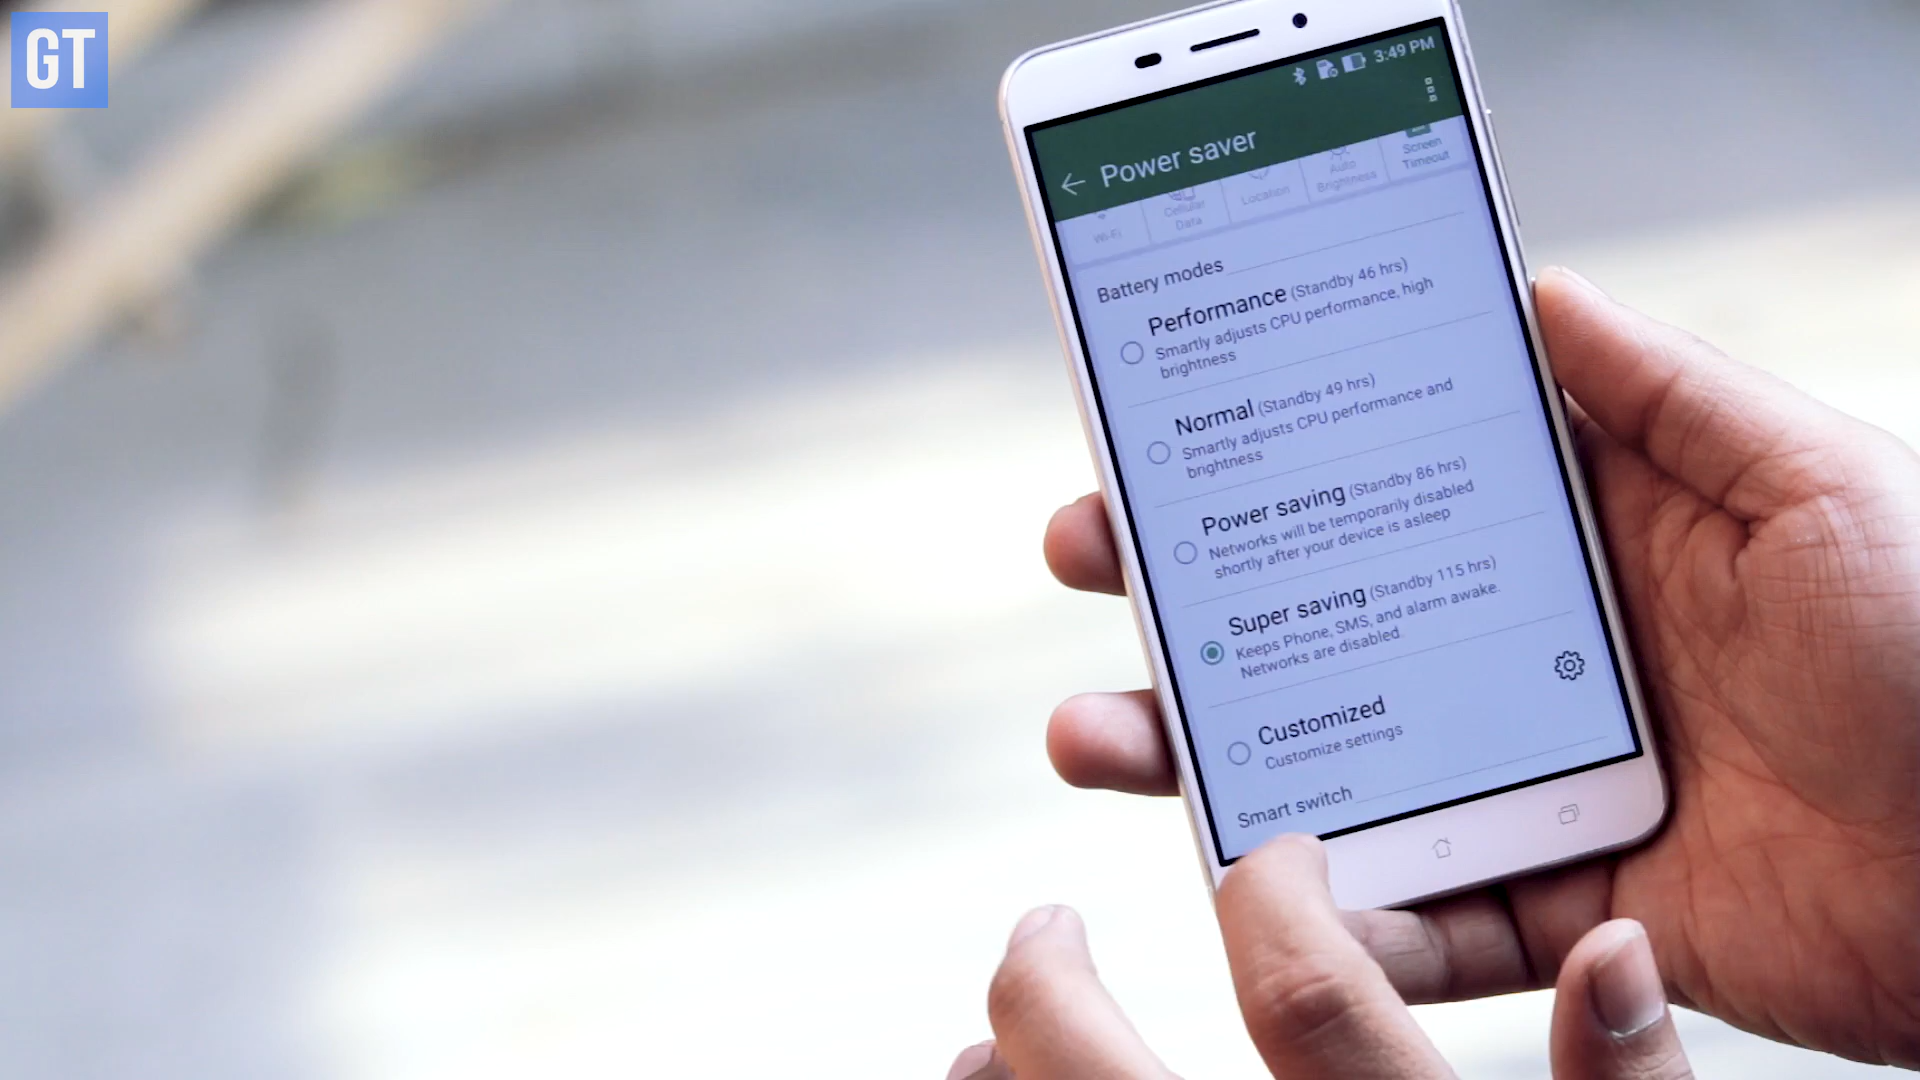 GT
3:49 PM
Power saver
Wi-Fi
Cellular
Data
Location
Auto
Brightness
Screen
Timeout
Battery modes
Performance (Standby 46 hrs)
Smartly adjusts CPU performance, high
brightness
Normal (Standby 49 hrs)
Smartly adjusts CPU performance and
brightness
Power saving (Standby 86 hrs)
Networks will be temporarily disabled
shortly after your device is asleep
Super saving (Standby 115 hrs)
Keeps Phone, SMS, and alarm awake.
Networks are disabled.
Customized
Customize settings
Smart switch